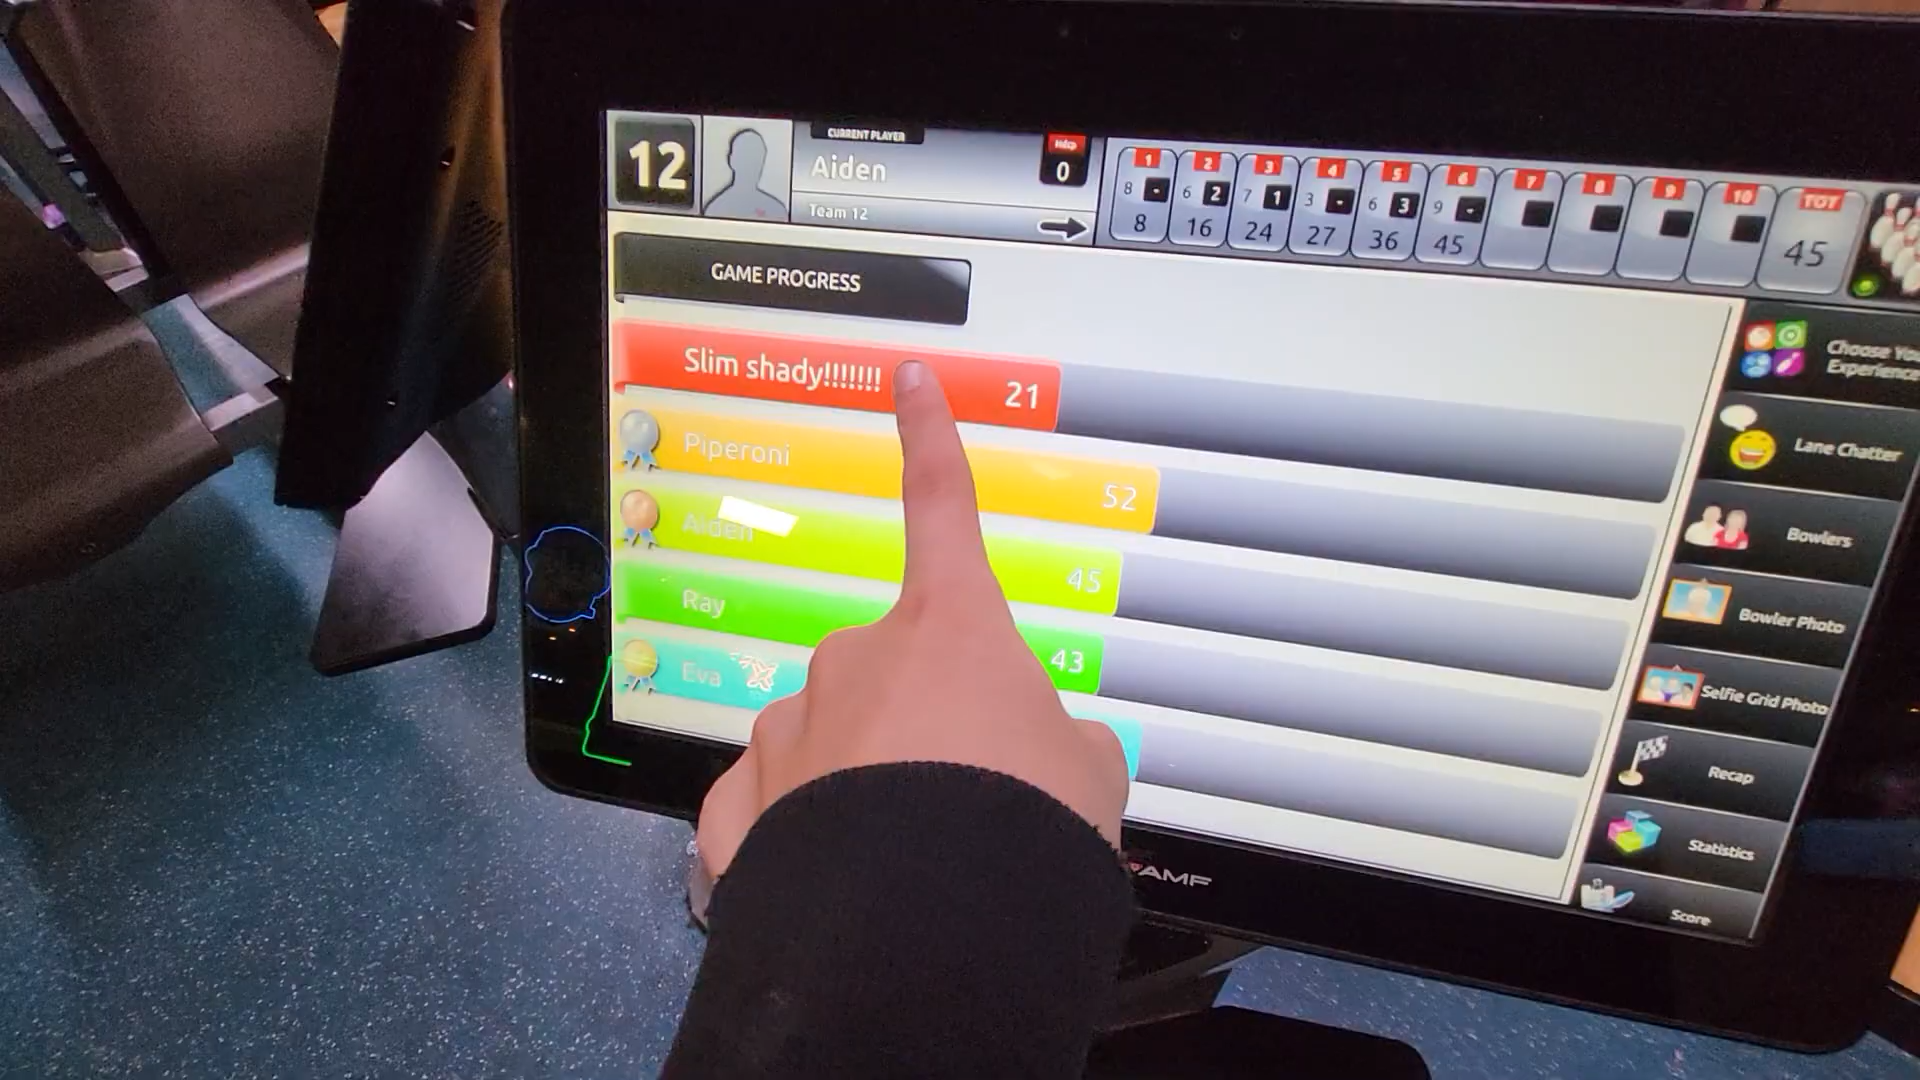 12
CURRENT PLAYER
Aiden
Hdcp
0
Team 12
1 2 3 4 5 6 7 8 9 10 TOT
8 - 6 2 7 1 3 - 6 3 9 -
8 16 24 27 36 45 45
GAME PROGRESS
Slim shady!!!!!!! 21
Piperoni 52
Aiden 45
Ray 43
Eva
Choose You
Experience
Lane Chatter
Bowlers
Bowler Photo
Selfie Grid Photo
Recap
Statistics
Score
AMF